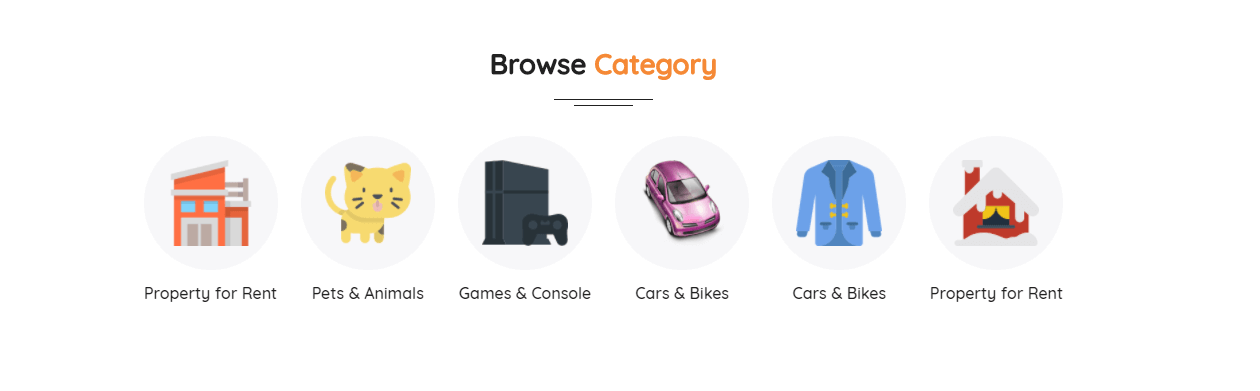 Browse Category
Property for Rent
Pets & Animals
Games & Console
Cars & Bikes
Cars & Bikes
Property for Rent